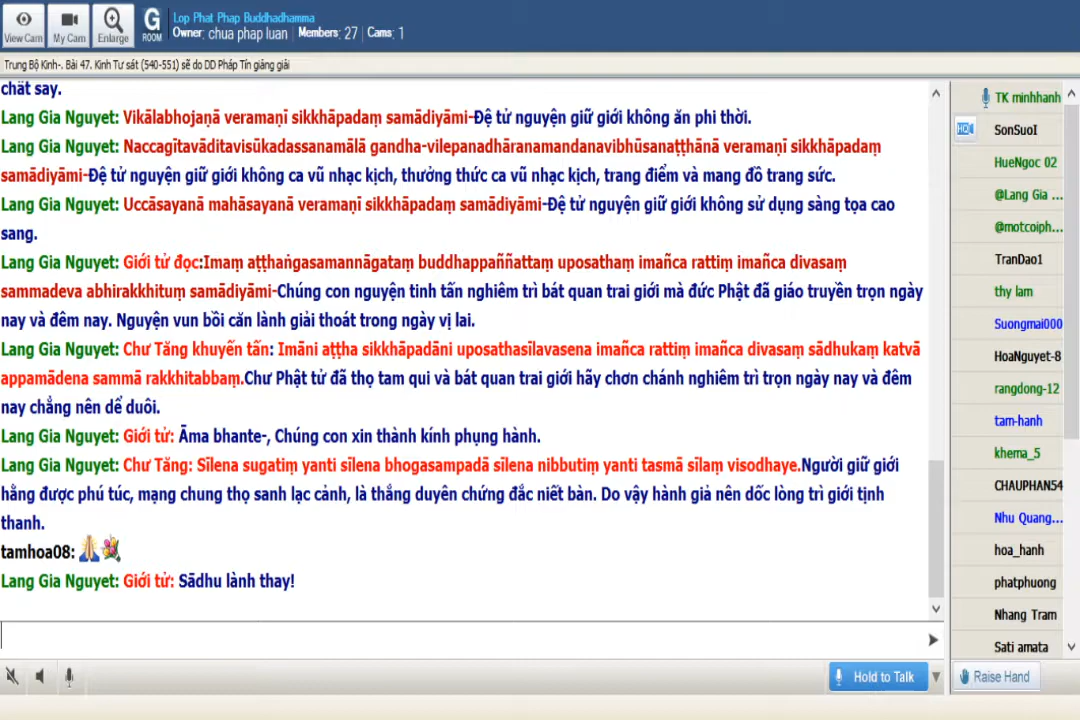 View Cam
My Cam
Enlarge
G
ROOM
Lop Phat Phap Buddhadhamma
Owner: chua phap luan | Members: 27 | Cams: 1
Trung Bộ Kinh-. Bài 47. Kinh Tư sát (540-551) sẽ do DD Pháp Tín giảng giải
chất say.
Lang Gia Nguyet: Vikālabhojaṇā veramaṇī sikkhāpadaṃ samādiyāmi-Đệ tử nguyện giữ giới không ăn phi thời.
Lang Gia Nguyet: Naccagītavāditavisūkadassanamālā gandha-vilepanadhāranamandanavibhūsanaṭṭhānā veramaṇī sikkhāpadaṃ
samādiyāmi-Đệ tử nguyện giữ giới không ca vũ nhạc kịch, thưởng thức ca vũ nhạc kịch, trang điểm và mang đồ trang sức.
Lang Gia Nguyet: Uccāsayanā mahāsayanā veramaṇī sikkhāpadaṃ samādiyāmi-Đệ tử nguyện giữ giới không sử dụng sàng tọa cao
sang.
Lang Gia Nguyet: Giới tử đọc:Imaṃ aṭṭhaṅgasamannāgataṃ buddhappaññattaṃ uposathaṃ imañca rattiṃ imañca divasaṃ
sammadeva abhirakkhituṃ samādiyāmi-Chúng con nguyện tinh tấn nghiêm trì bát quan trai giới mà đức Phật đã giáo truyền trọn ngày
nay và đêm nay. Nguyện vun bồi căn lành giải thoát trong ngày vị lai.
Lang Gia Nguyet: Chư Tăng khuyến tấn: Imāni aṭṭha sikkhāpadāni uposathasīlavasena imañca rattiṃ imañca divasaṃ sādhukaṃ katvā
appamādena sammā rakkhitabbaṃ.Chư Phật tử đã thọ tam qui và bát quan trai giới hãy chơn chánh nghiêm trì trọn ngày nay và đêm
nay chẳng nên dể duôi.
Lang Gia Nguyet: Giới tử: Āma bhante-, Chúng con xin thành kính phụng hành.
Lang Gia Nguyet: Chư Tăng: Sīlena sugatiṃ yanti sīlena bhogasampadā sīlena nibbutiṃ yanti tasmā sīlaṃ visodhaye.Người giữ giới
hằng được phú túc, mạng chung thọ sanh lạc cảnh, là thắng duyên chứng đắc niết bàn. Do vậy hành giả nên dốc lòng trì giới tịnh
thanh.
tamhoa08:
Lang Gia Nguyet: Giới tử: Sādhu lành thay!
Hold to Talk
TK minhhanh
HD
SonSuoI
HueNgoc 02
@Lang Gia ...
@motcoiph...
TranDao1
thy lam
Suongmai000
HoaNguyet-8
rangdong-12
tam-hanh
khema_5
CHAUPHAN54
Nhu Quang...
hoa_hanh
phatphuong
Nhang Tram
Sati amata
Raise Hand